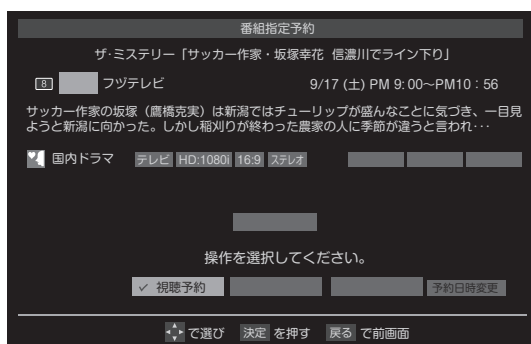 番組指定予約
ザ・ミステリー「サッカー作家・坂塚幸花 信濃川でライン下り」
8 フヅテレビ 9/17 (土) PM 9:00～PM10：56
サッカー作家の坂塚（鷹橋克実）は新潟ではチューリップが盛んなことに気づき、一目見
ようと新潟に向かった。しかし稲刈りが終わった農家の人に季節が違うと言われ・・・
国内ドラマ テレビ HD:1080i 16:9 ステレオ
操作を選択してください。
✓ 視聴予約 予約日時変更
で選び 決定 を押す 戻る で前画面